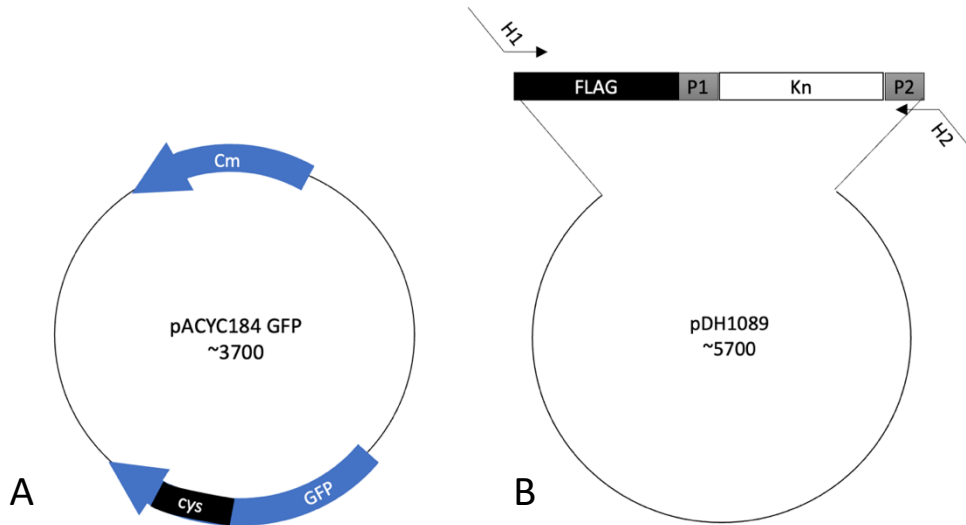 H1
FLAG P1 Kn P2
H2
Cm
pACYC184 GFP
~3700
pDH1089
~5700
GFP
cys
A
B